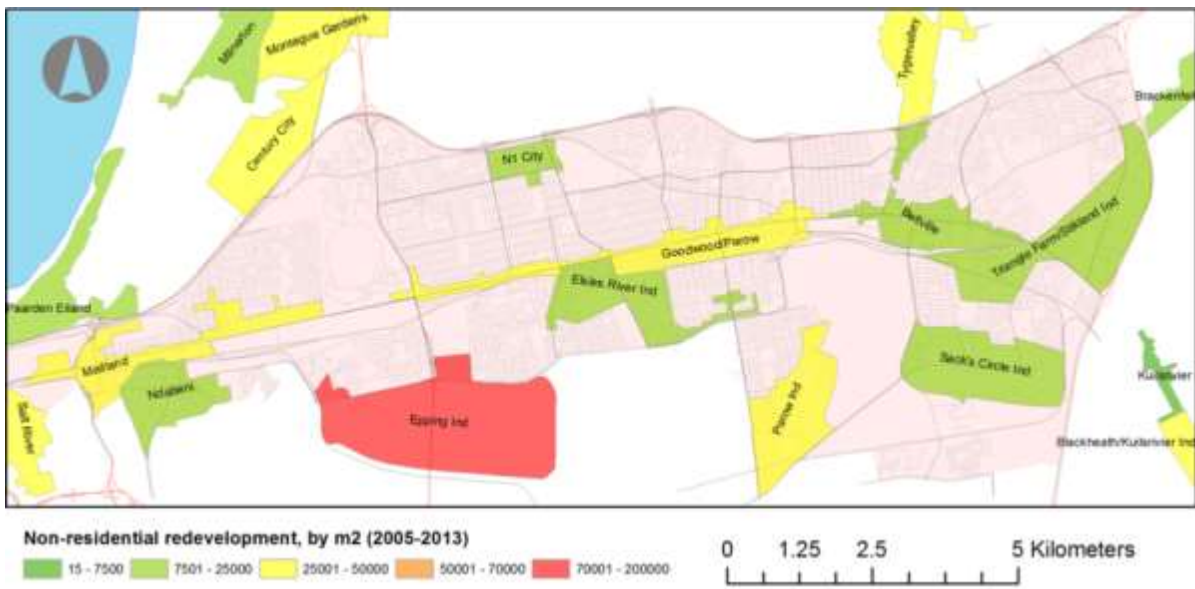 Milnerton
Montague Gardens
Tygervalley
Brackenfell
Century City
N1 City
Bellville
Goodwood/Parow
Triangle Farm/Stikland Ind
Elsies River Ind
Paarden Eiland
Maitland
Ndabeni
Sack's Circle Ind
Kuilsrivier
Salt River
Epping Ind
Parow Ind
Blackheath/Kuilsrivier Ind
Non-residential redevelopment, by m2 (2005-2013)
15 - 7500 7501 - 25000 25001 - 50000 50001 - 70000 70001 - 200000
0 1.25 2.5 5 Kilometers